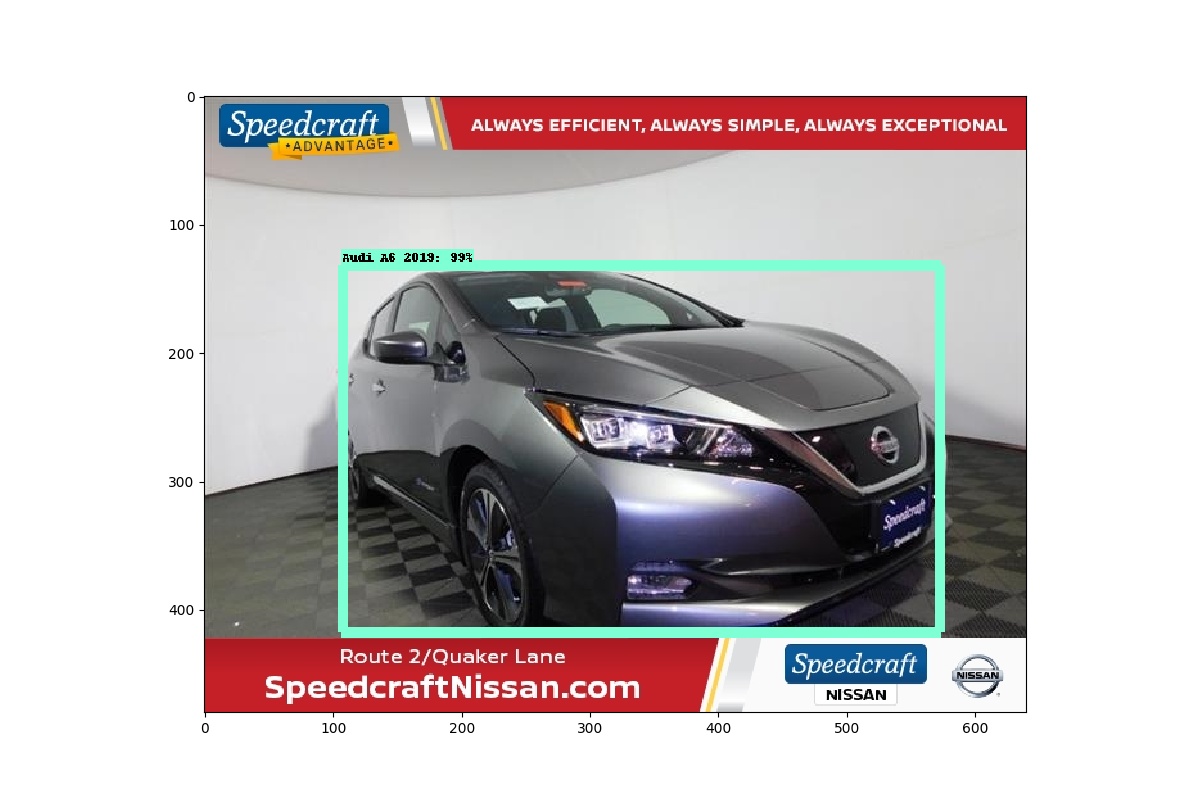 Speedcraft
ADVANTAGE
ALWAYS EFFICIENT, ALWAYS SIMPLE, ALWAYS EXCEPTIONAL
Audi A6 2019: 99%
Speedcraft
Speedcraft
Route 2/Quaker Lane
SpeedcraftNissan.com
Speedcraft
NISSAN
NISSAN
0
100
200
300
400
0
100
200
300
400
500
600